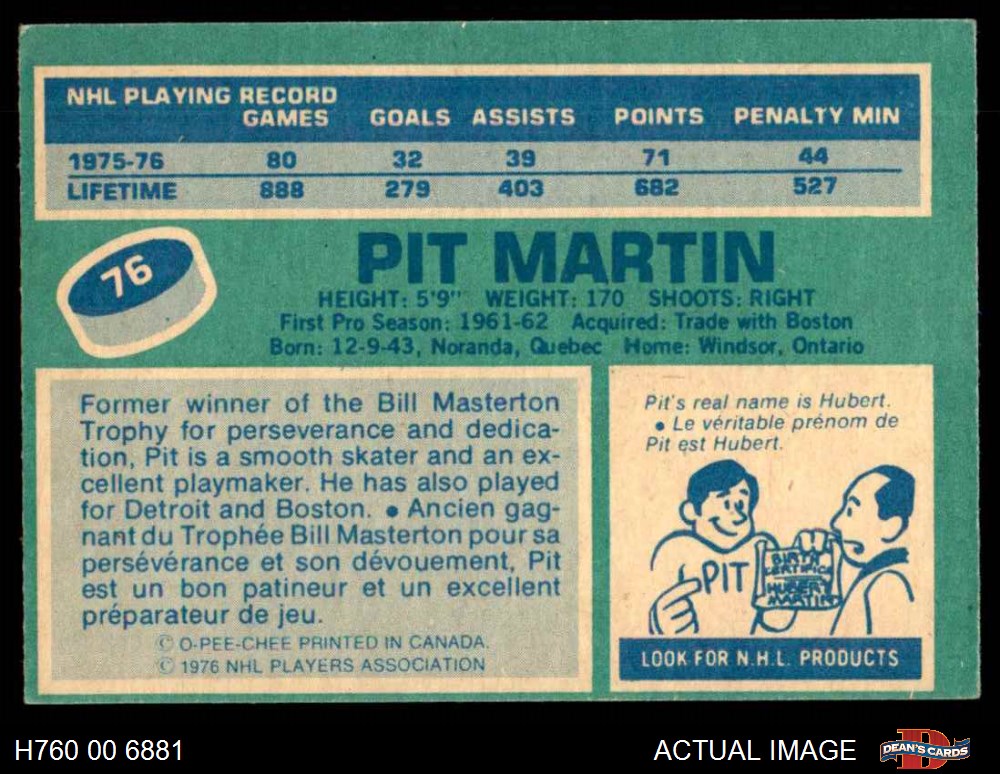 NHL PLAYING RECORD
GAMES GOALS ASSISTS POINTS PENALTY MIN
1975-76 80 32 39 71 44
LIFETIME 888 279 403 682 527
76
PIT MARTIN
HEIGHT: 5'9" WEIGHT: 170 SHOOTS: RIGHT
First Pro Season: 1961-62 Acquired: Trade with Boston
Born: 12-9-43, Noranda, Quebec Home: Windsor, Ontario
Former winner of the Bill Masterton
Trophy for perseverance and dedica-
tion, Pit is a smooth skater and an ex-
cellent playmaker. He has also played
for Detroit and Boston. ● Ancien gag-
nant du Trophée Bill Masterton pour sa
persévérance et son dévouement, Pit
est un bon patineur et un excellent
préparateur de jeu.
© O-PEE-CHEE PRINTED IN CANADA.
© 1976 NHL PLAYERS ASSOCIATION
Pit's real name is Hubert.
● Le véritable prénom de
Pit est Hubert.
PIT
BIRTH
CERTIFICA
HUBERT
MARTIN
LOOK FOR N.H.L. PRODUCTS
H760 00 6881
ACTUAL IMAGE
D
DEAN'S CARDS